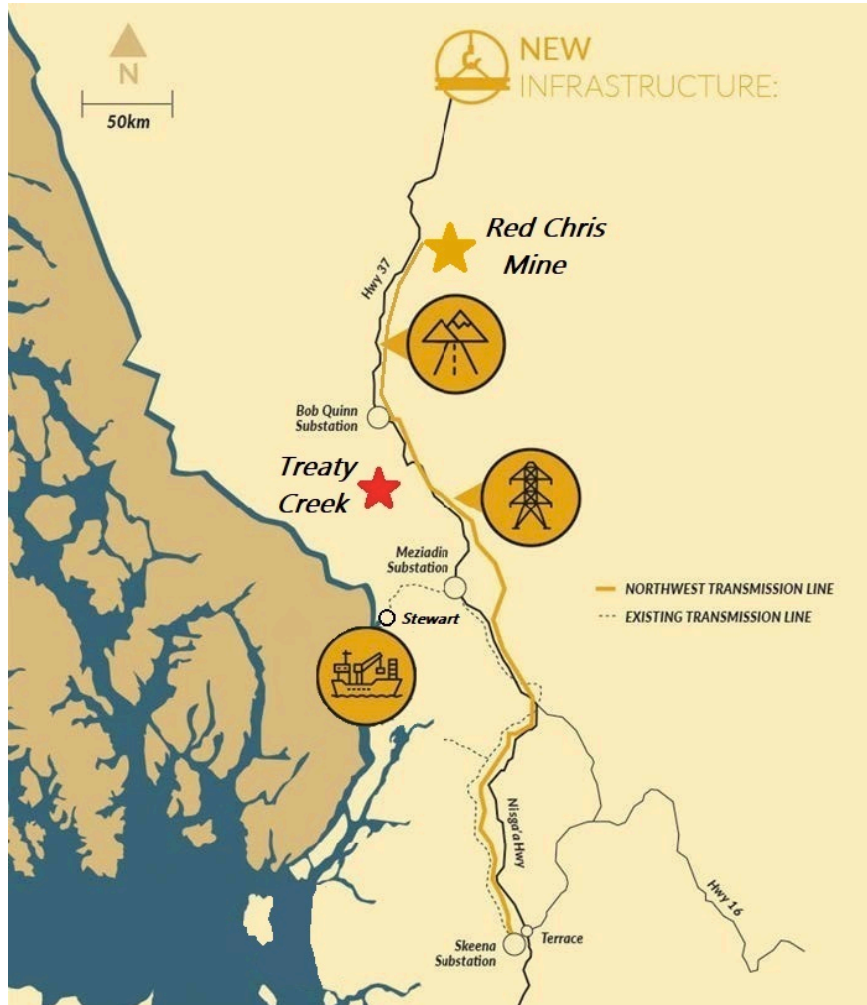 NEW
INFRASTRUCTURE:
N
50km
Red Chris
Mine
Hwy 37
Bob Quinn
Substation
Treaty
Creek
Meziadin
Substation
NORTHWEST TRANSMISSION LINE
Stewart
EXISTING TRANSMISSION LINE
Nisga'a Hwy
Hwy 16
Terrace
Skeena
Substation